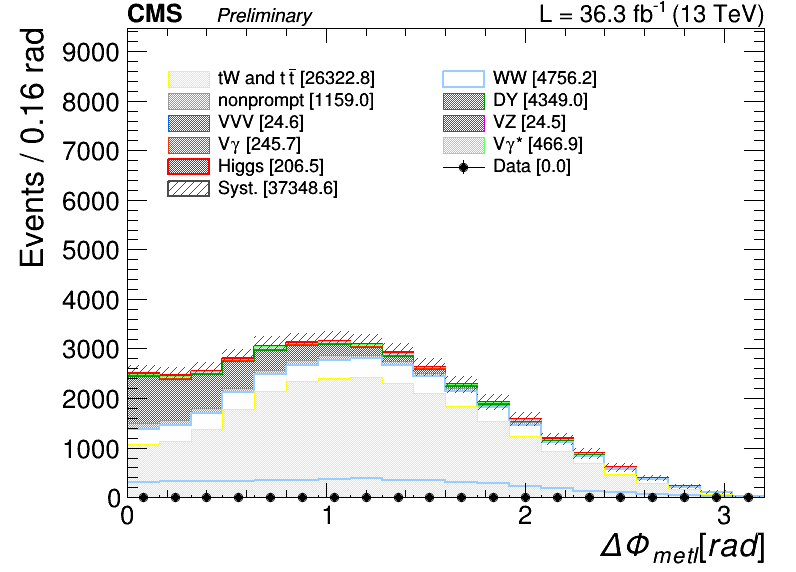 CMS Preliminary L = 36.3 fb⁻¹ (13 TeV)
Events / 0.16 rad
9000
8000
7000
6000
5000
4000
3000
2000
1000
0
tW and tt̄ [26322.8]
WW [4756.2]
nonprompt [1159.0]
DY [4349.0]
VVV [24.6]
VZ [24.5]
Vγ [245.7]
Vγ* [466.9]
Higgs [206.5]
Data [0.0]
Syst. [37348.6]
0 1 2 3
ΔΦmetl[rad]